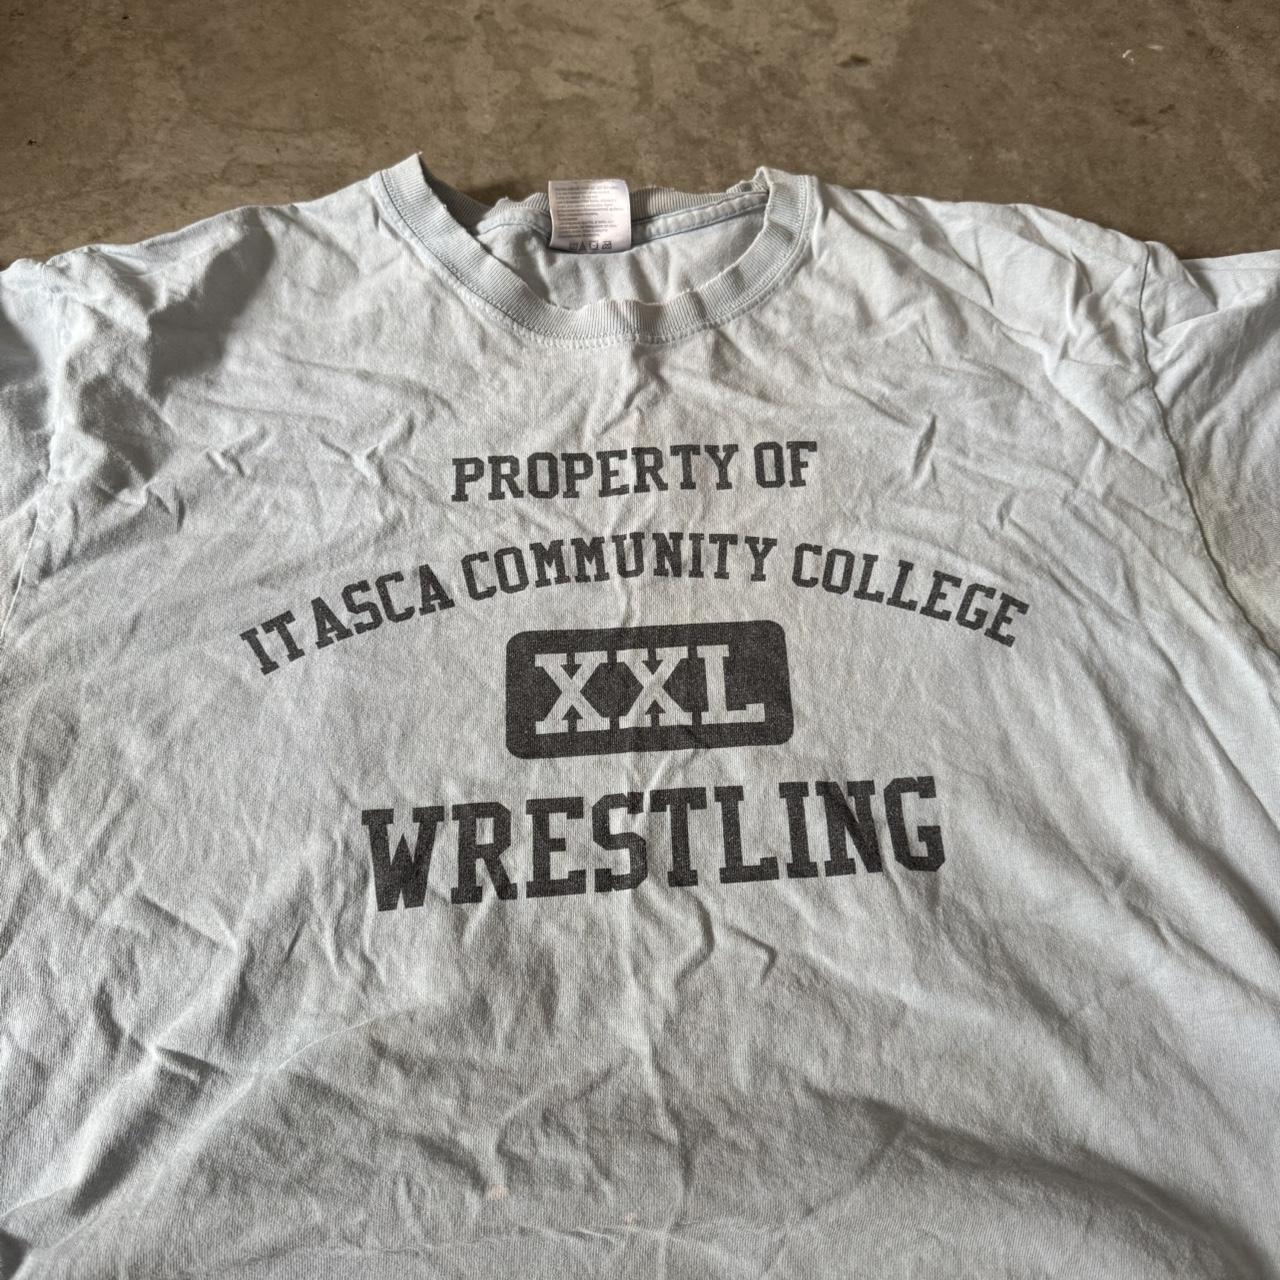 PROPERTY OF
ITASCA COMMUNITY COLLEGE
XXL
WRESTLING